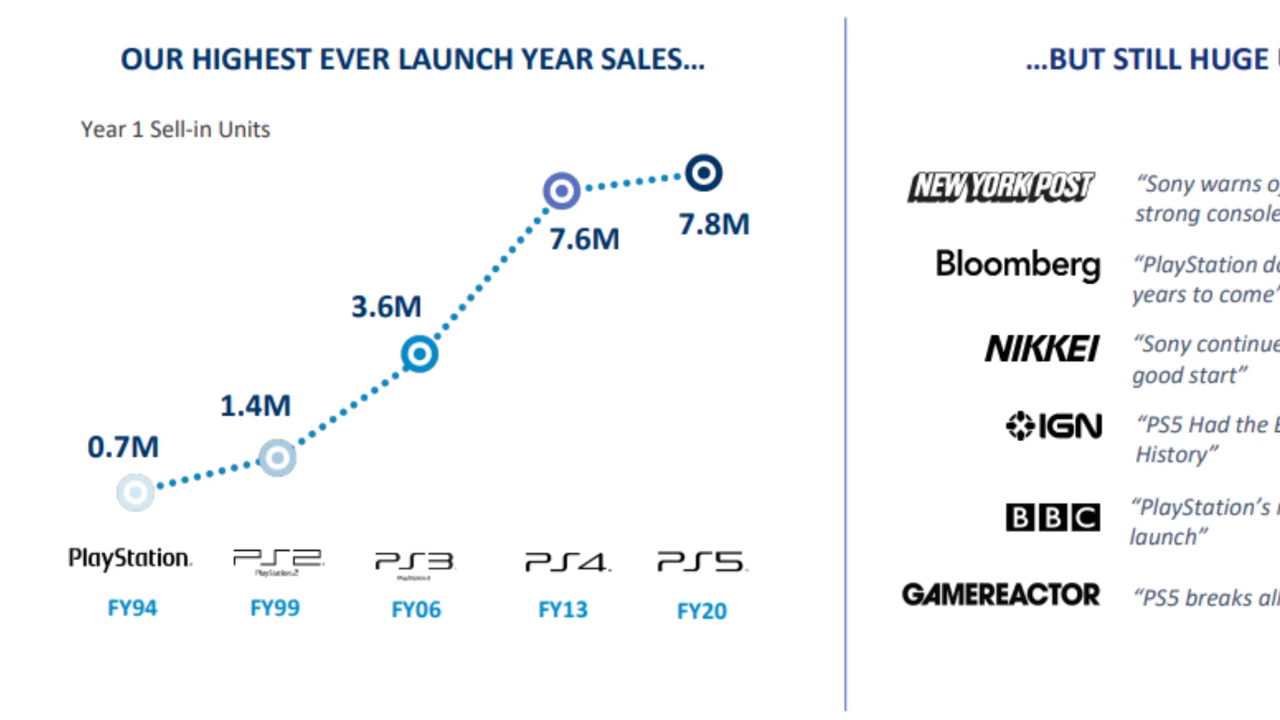 OUR HIGHEST EVER LAUNCH YEAR SALES…
Year 1 Sell-in Units
0.7M
1.4M
3.6M
7.6M
7.8M
PlayStation.
PS2.
PlayStation.2
PS3.
PS4.
PS5.
FY94
FY99
FY06
FY13
FY20
…BUT STILL HUGE
NEW YORK POST
“Sony warns
strong console
Bloomberg
“PlayStation
years to come”
NIKKEI
“Sony continue
good start”
IGN
“PS5 Had the
History”
BBC
“PlayStation’s
launch”
GAMEREACTOR
“PS5 breaks all